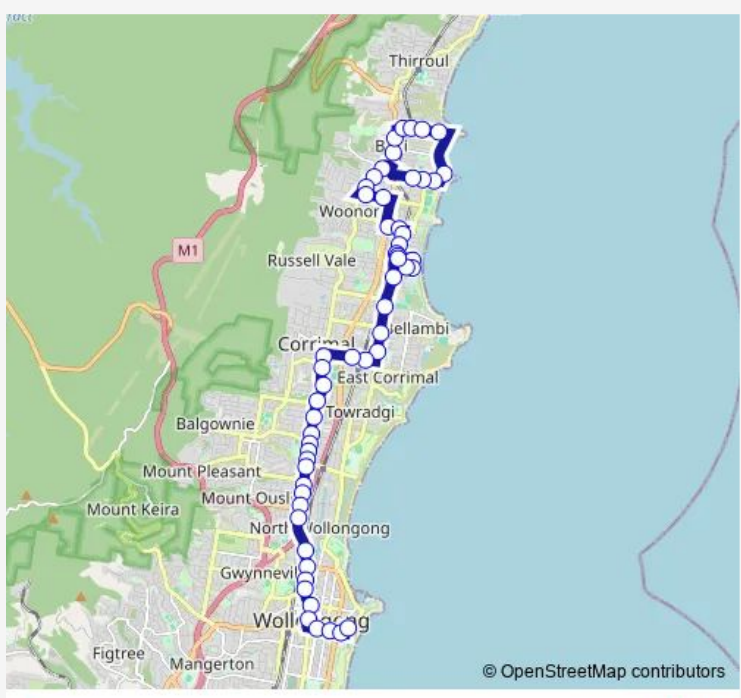 Thirroul
B i
Woonor
M1
Russell Vale
Bellambi
Corrimal
East Corrimal
Towradgi
Balgownie
Mount Pleasant
Mount Ousl
Mount Keira
North Wollongong
Gwynnevil
Woll g g
Figtree
Mangerton
© OpenStreetMap contributors